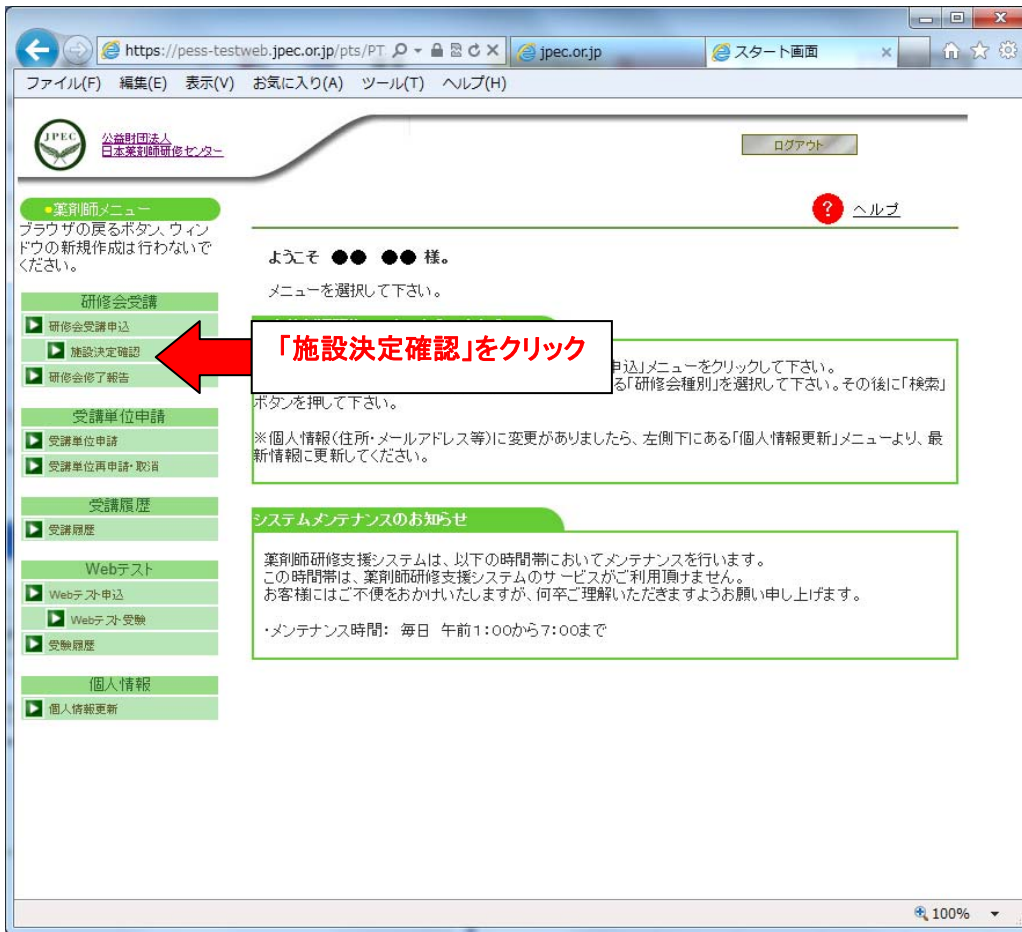 https://pess-testweb.jpec.or.jp/pts/PT
jpec.or.jp
スタート画面
ファイル(F) 編集(E) 表示(V) お気に入り(A) ツール(T) ヘルプ(H)
JPEC
公益財団法人
日本薬剤師研修センター
ログアウト
薬剤師メニュー
ブラウザの戻るボタン、ウィン
ドウの新規作成は行わないで
ください。
? ヘルプ
ようこそ ●● ●● 様。
メニューを選択して下さい。
研修会受講
研修会受講申込
施設決定確認
研修会修了報告
受講単位申請
受講単位申請
受講単位再申請・取消
受講履歴
受講履歴
Webテスト
Webテスト申込
Webテスト受験
受験履歴
個人情報
個人情報更新
「施設決定確認」をクリック
申込」メニューをクリックして下さい。
る「研修会種別」を選択して下さい。その後に「検索」
ボタンを押して下さい。
※個人情報(住所・メールアドレス等)に変更がありましたら、左側下にある「個人情報更新」メニューより、最
新情報に更新してください。
システムメンテナンスのお知らせ
薬剤師研修支援システムは、以下の時間帯においてメンテナンスを行います。
この時間帯は、薬剤師研修支援システムのサービスがご利用頂けません。
お客様にはご不便をおかけいたしますが、何卒ご理解いただきますようお願い申し上げます。
・メンテナンス時間: 毎日 午前1:00から7:00まで
100%